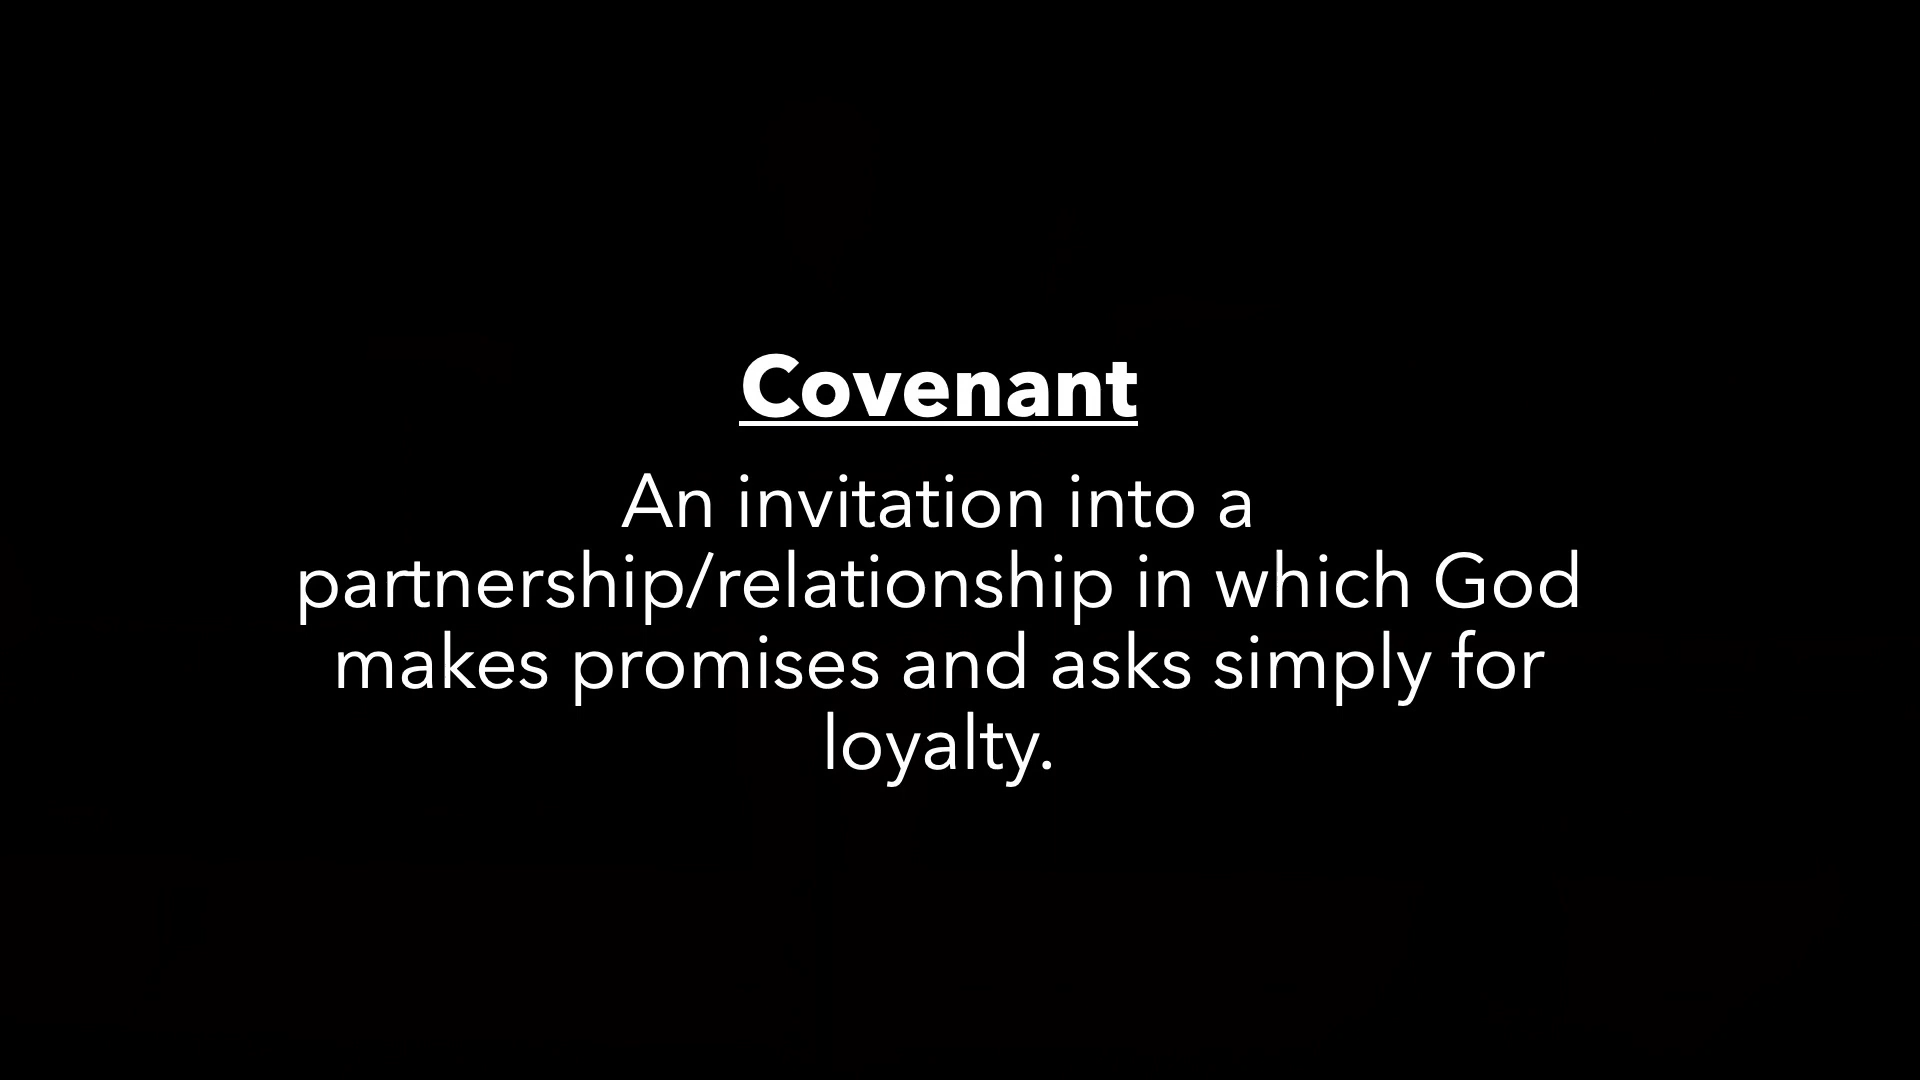 Covenant
An invitation into a
partnership/relationship in which God
makes promises and asks simply for
loyalty.